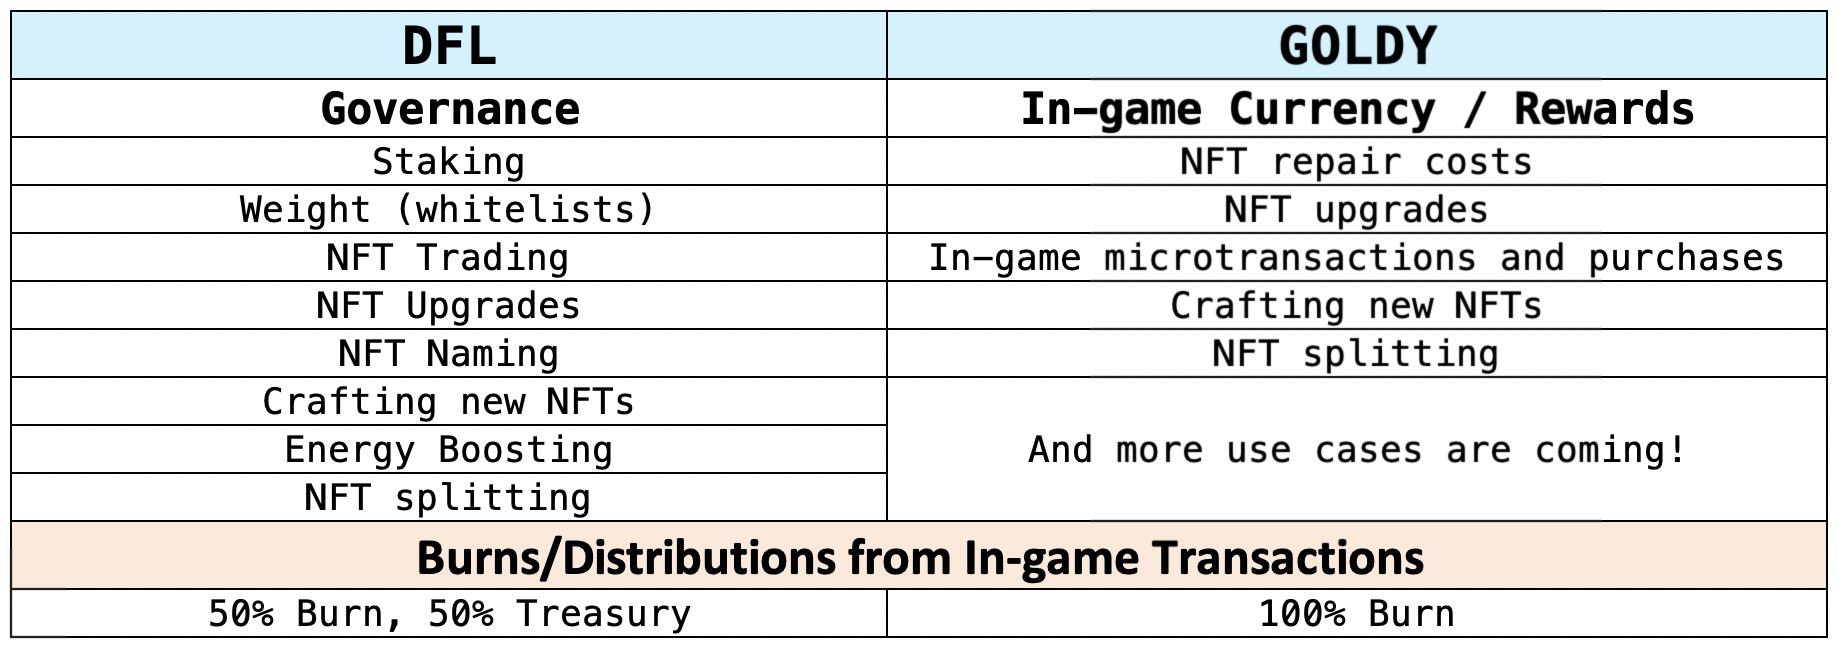 DFL GOLDY
Governance In-game Currency / Rewards
Staking NFT repair costs
Weight (whitelists) NFT upgrades
NFT Trading In-game microtransactions and purchases
NFT Upgrades Crafting new NFTs
NFT Naming NFT splitting
Crafting new NFTs
Energy Boosting And more use cases are coming!
NFT splitting
Burns/Distributions from In-game Transactions
50% Burn, 50% Treasury 100% Burn